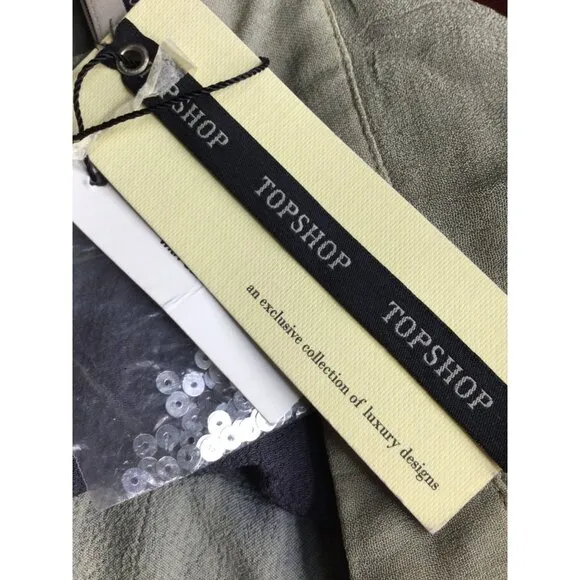 TOPSHOP
TOPSHOP
TOPSHOP
an exclusive collection of luxury designs